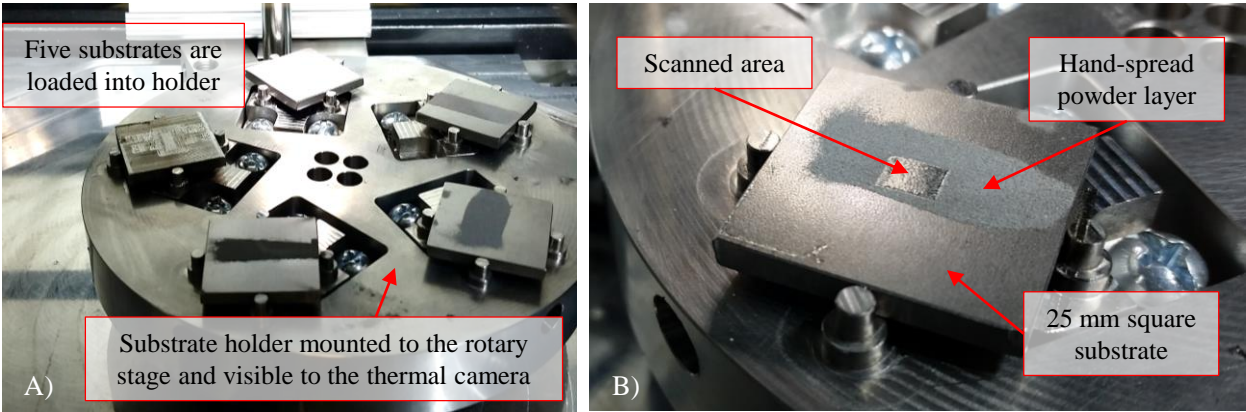 Five substrates are
loaded into holder
Substrate holder mounted to the rotary
stage and visible to the thermal camera
A)
Scanned area
Hand-spread
powder layer
25 mm square
substrate
B)